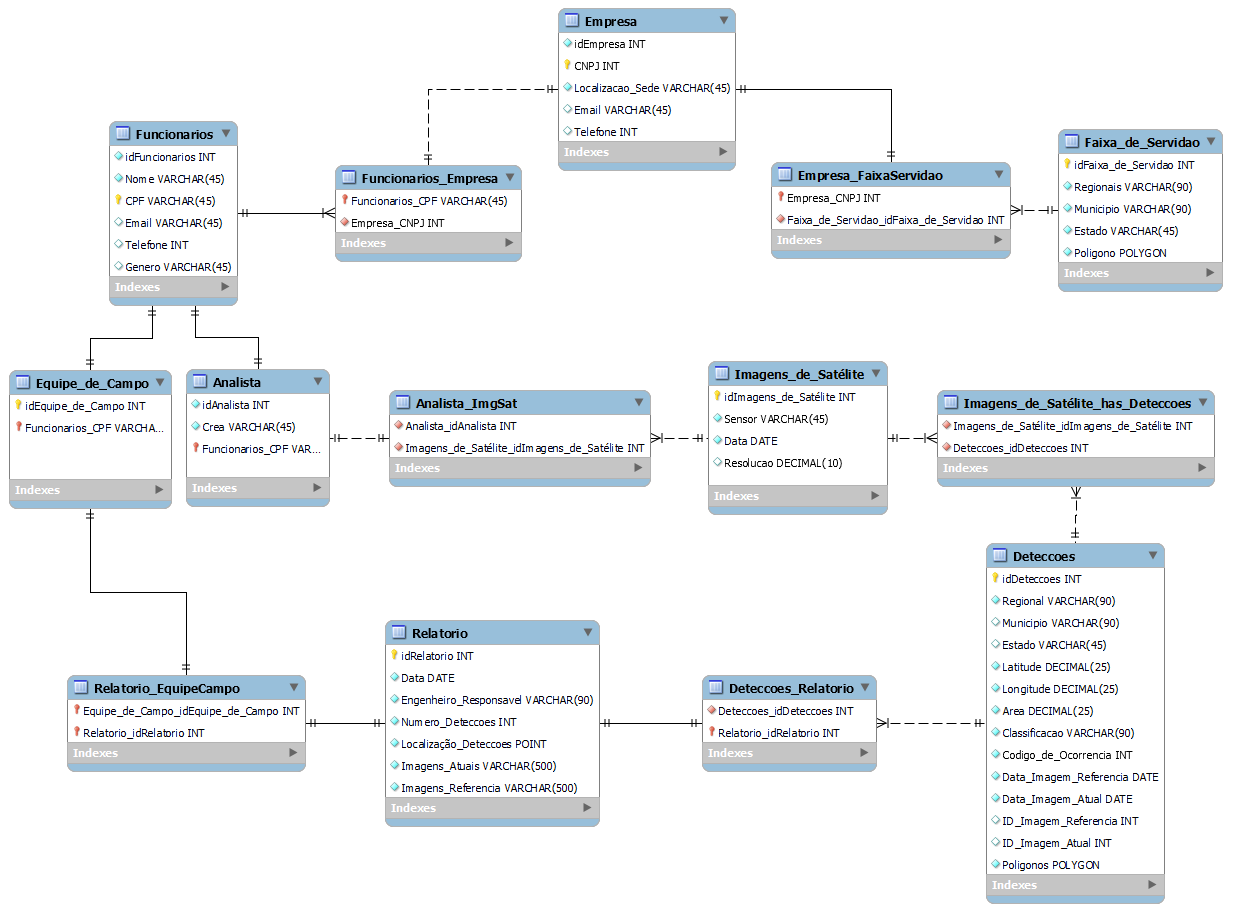 Empresa
idEmpresa INT
CNPJ INT
Localizacao_Sede VARCHAR(45)
Email VARCHAR(45)
Telefone INT
Indexes
Funcionarios
idFuncionarios INT
Nome VARCHAR(45)
CPF VARCHAR(45)
Email VARCHAR(45)
Telefone INT
Genero VARCHAR(45)
Indexes
Funcionarios_Empresa
Funcionarios_CPF VARCHAR(45)
Empresa_CNPJ INT
Indexes
Empresa_FaixaServidao
Empresa_CNPJ INT
Faixa_de_Servidao_idFaixa_de_Servidao INT
Indexes
Faixa_de_Servidao
idFaixa_de_Servidao INT
Regionais VARCHAR(90)
Municipio VARCHAR(90)
Estado VARCHAR(45)
Poligono POLYGON
Indexes
Equipe_de_Campo
idEquipe_de_Campo INT
Funcionarios_CPF VARCHA...
Indexes
Analista
idAnalista INT
Crea VARCHAR(45)
Funcionarios_CPF VAR...
Indexes
Analista_ImgSat
Analista_idAnalista INT
Imagens_de_Satélite_idImagens_de_Satélite INT
Indexes
Imagens_de_Satélite
idImagens_de_Satélite INT
Sensor VARCHAR(45)
Data DATE
Resolucao DECIMAL(10)
Indexes
Imagens_de_Satélite_has_Deteccoes
Imagens_de_Satélite_idImagens_de_Satélite INT
Deteccoes_idDeteccoes INT
Indexes
Deteccoes
idDeteccoes INT
Regional VARCHAR(90)
Municipio VARCHAR(90)
Estado VARCHAR(45)
Latitude DECIMAL(25)
Longitude DECIMAL(25)
Area DECIMAL(25)
Classificacao VARCHAR(90)
Codigo_de_Ocorrencia INT
Data_Imagem_Referencia DATE
Data_Imagem_Atual DATE
ID_Imagem_Referencia INT
ID_Imagem_Atual INT
Poligonos POLYGON
Indexes
Relatorio_EquipeCampo
Equipe_de_Campo_idEquipe_de_Campo INT
Relatorio_idRelatorio INT
Indexes
Relatorio
idRelatorio INT
Data DATE
Engenheiro_Responsavel VARCHAR(90)
Numero_Deteccoes INT
Localização_Deteccoes POINT
Imagens_Atuais VARCHAR(500)
Imagens_Referencia VARCHAR(500)
Indexes
Deteccoes_Relatorio
Deteccoes_idDeteccoes INT
Relatorio_idRelatorio INT
Indexes